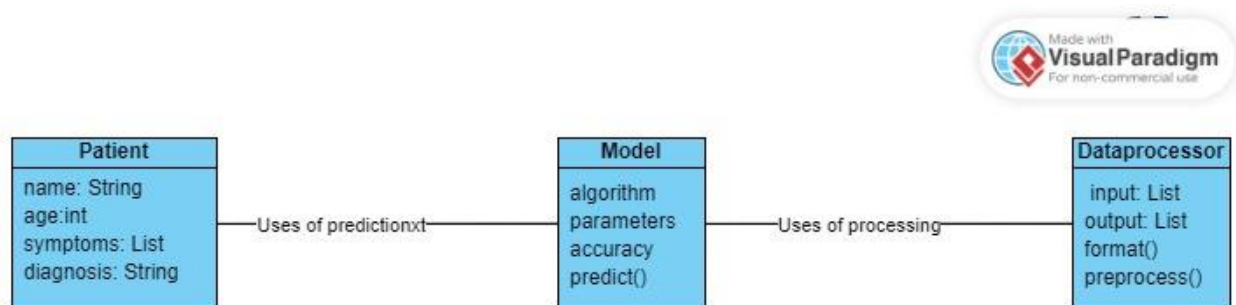 Made with
Visual Paradigm
For non-commercial use
Patient
name: String
age:int
symptoms: List
diagnosis: String
Uses of predictionxt
Model
algorithm
parameters
accuracy
predict()
Uses of processing
Dataprocessor
input: List
output: List
format()
preprocess()